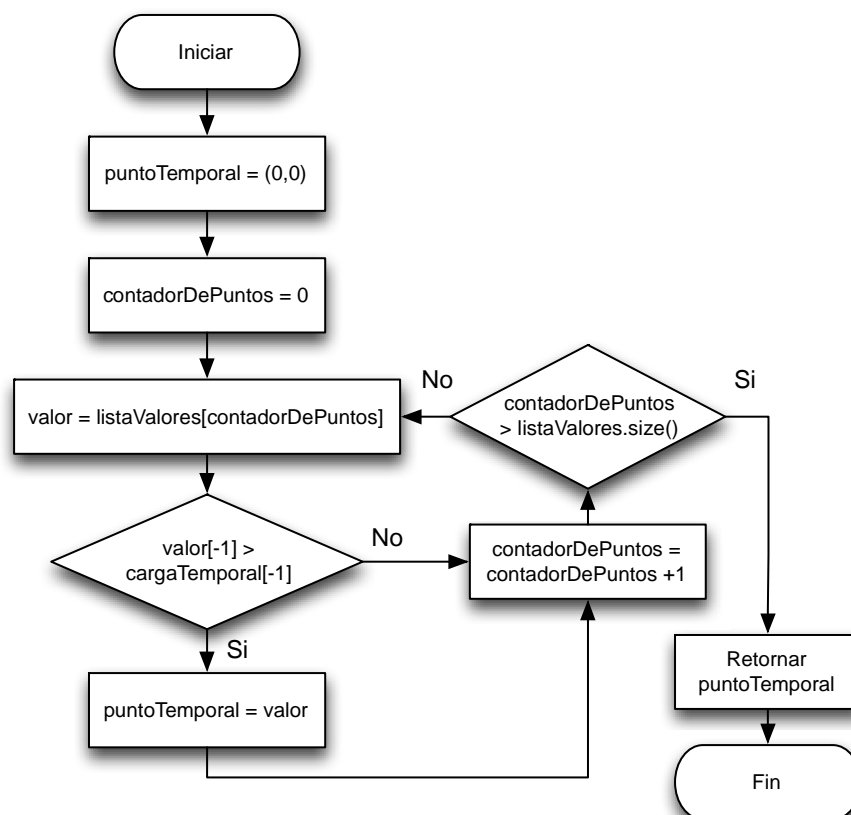 Iniciar
puntoTemporal = (0,0)
contadorDePuntos = 0
valor = listaValores[contadorDePuntos]
No
contadorDePuntos
> listaValores.size()
Si
valor[-1] >
cargaTemporal[-1]
No
contadorDePuntos =
contadorDePuntos +1
Si
puntoTemporal = valor
Retornar
puntoTemporal
Fin